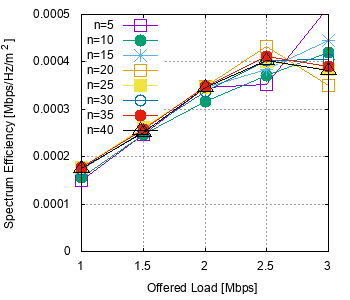 0.0005
0.0004
0.0003
0.0002
0.0001
0
Spectrum Efficiency [Mbps/Hz/m 2 ]
n=5
n=10
n=15
n=20
n=25
n=30
n=35
n=40
1 1.5 2 2.5 3
Offered Load [Mbps]